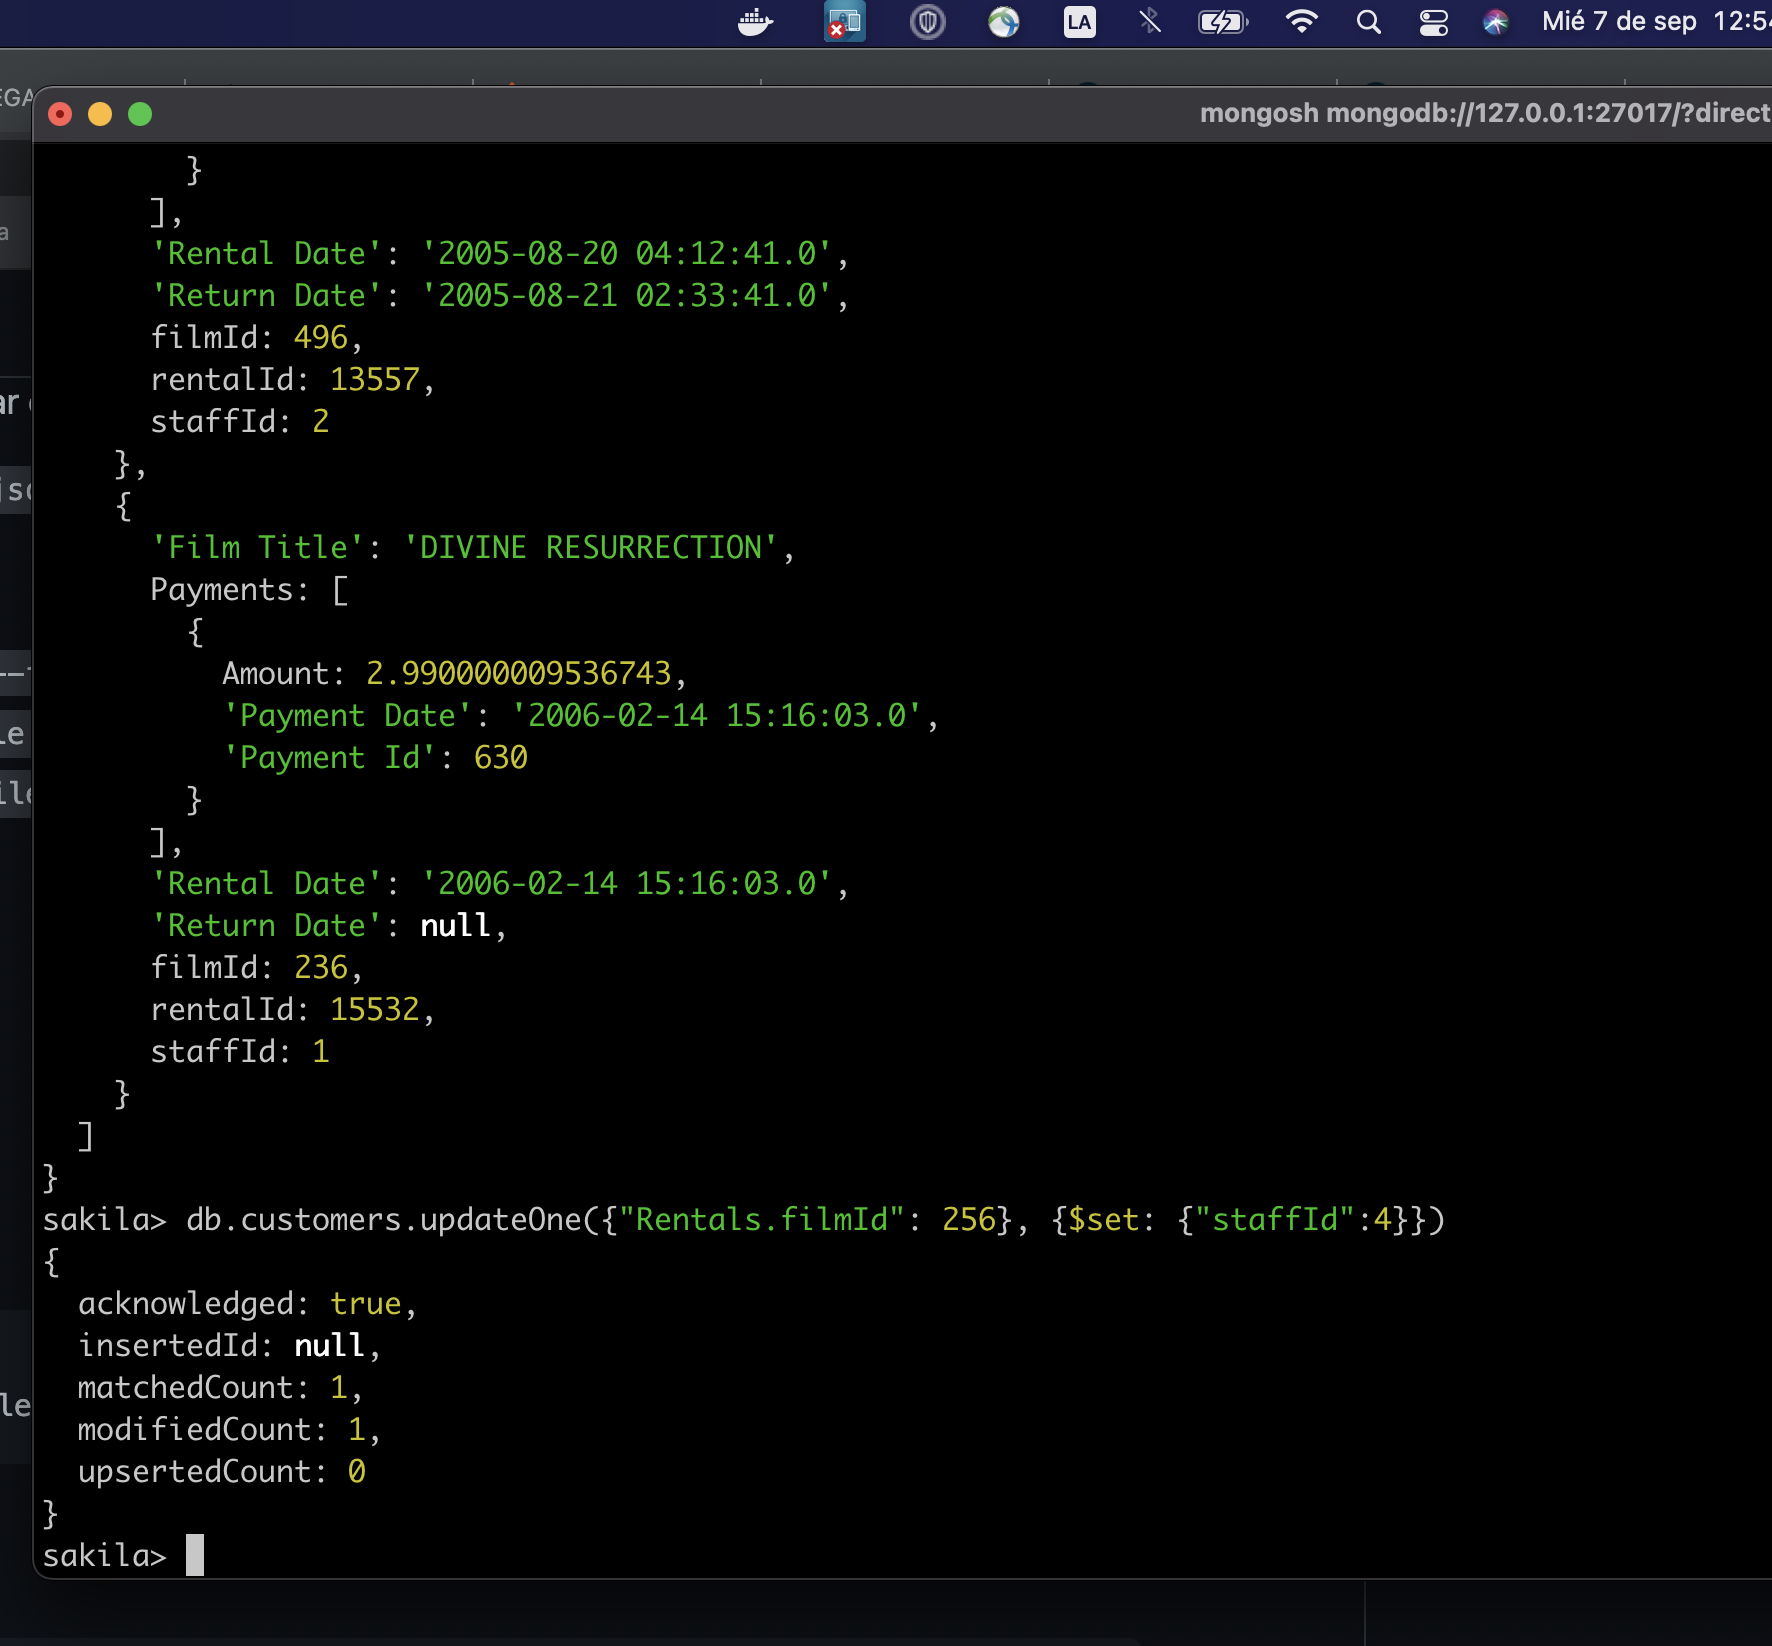 LA
Mié 7 de sep 12:54
mongosh mongodb://127.0.0.1:27017/?direct
}
],
'Rental Date': '2005-08-20 04:12:41.0',
'Return Date': '2005-08-21 02:33:41.0',
filmId: 496,
rentalId: 13557,
staffId: 2
},
{
'Film Title': 'DIVINE RESURRECTION',
Payments: [
{
Amount: 2.990000009536743,
'Payment Date': '2006-02-14 15:16:03.0',
'Payment Id': 630
}
],
'Rental Date': '2006-02-14 15:16:03.0',
'Return Date': null,
filmId: 236,
rentalId: 15532,
staffId: 1
}
]
}
sakila> db.customers.updateOne({"Rentals.filmId": 256}, {$set: {"staffId":4}})
{
acknowledged: true,
insertedId: null,
matchedCount: 1,
modifiedCount: 1,
upsertedCount: 0
}
sakila>